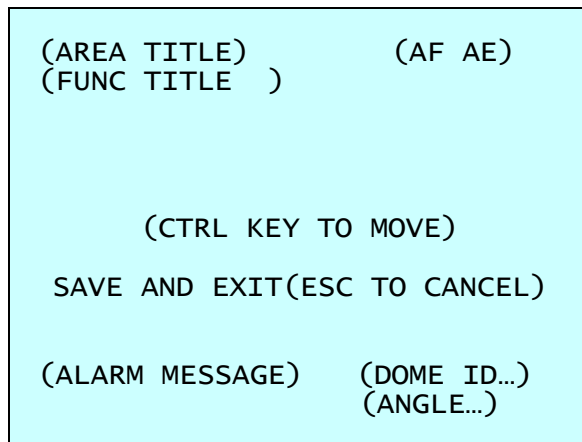 (AREA TITLE) (AF AE)
(FUNC TITLE )
(CTRL KEY TO MOVE)
SAVE AND EXIT(ESC TO CANCEL)
(ALARM MESSAGE) (DOME ID…)
(ANGLE…)